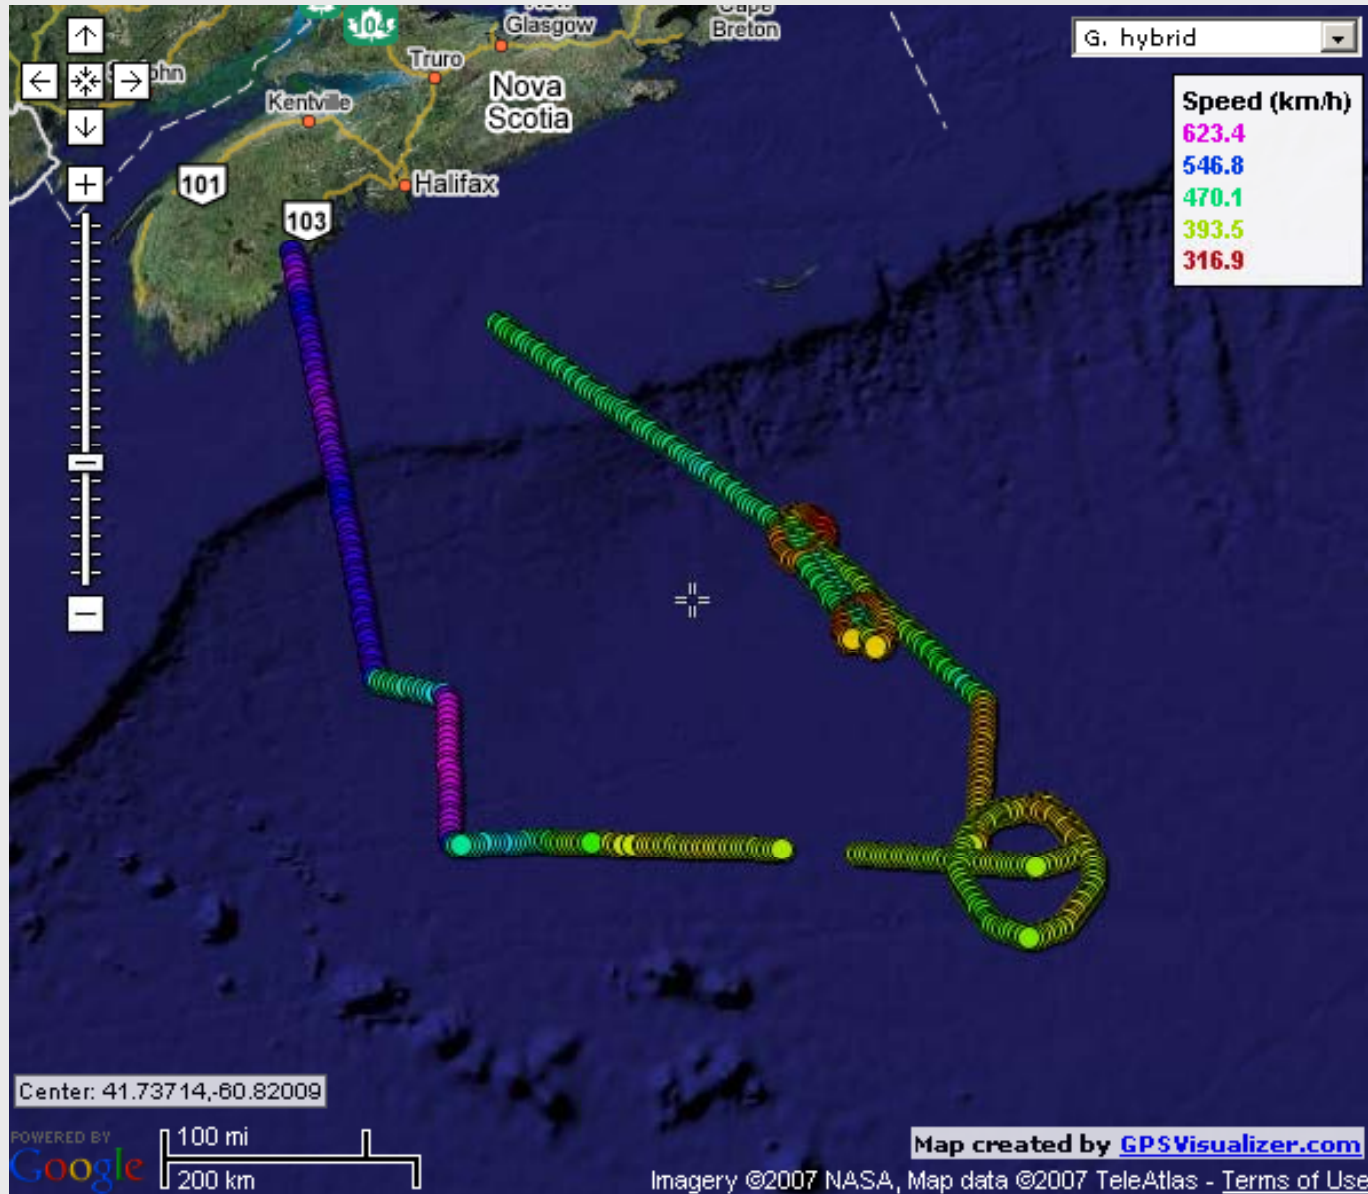 104
New
Glasgow
Cape
Breton
G. hybrid
Truro
Nova
Scotia
Kentville
Speed (km/h)
623.4
546.8
470.1
393.5
316.9
101
Halifax
103
Center: 41.73714,-60.82009
POWERED BY
Google
100 mi
200 km
Map created by GPSVisualizer.com
Imagery ©2007 NASA, Map data ©2007 TeleAtlas - Terms of Use